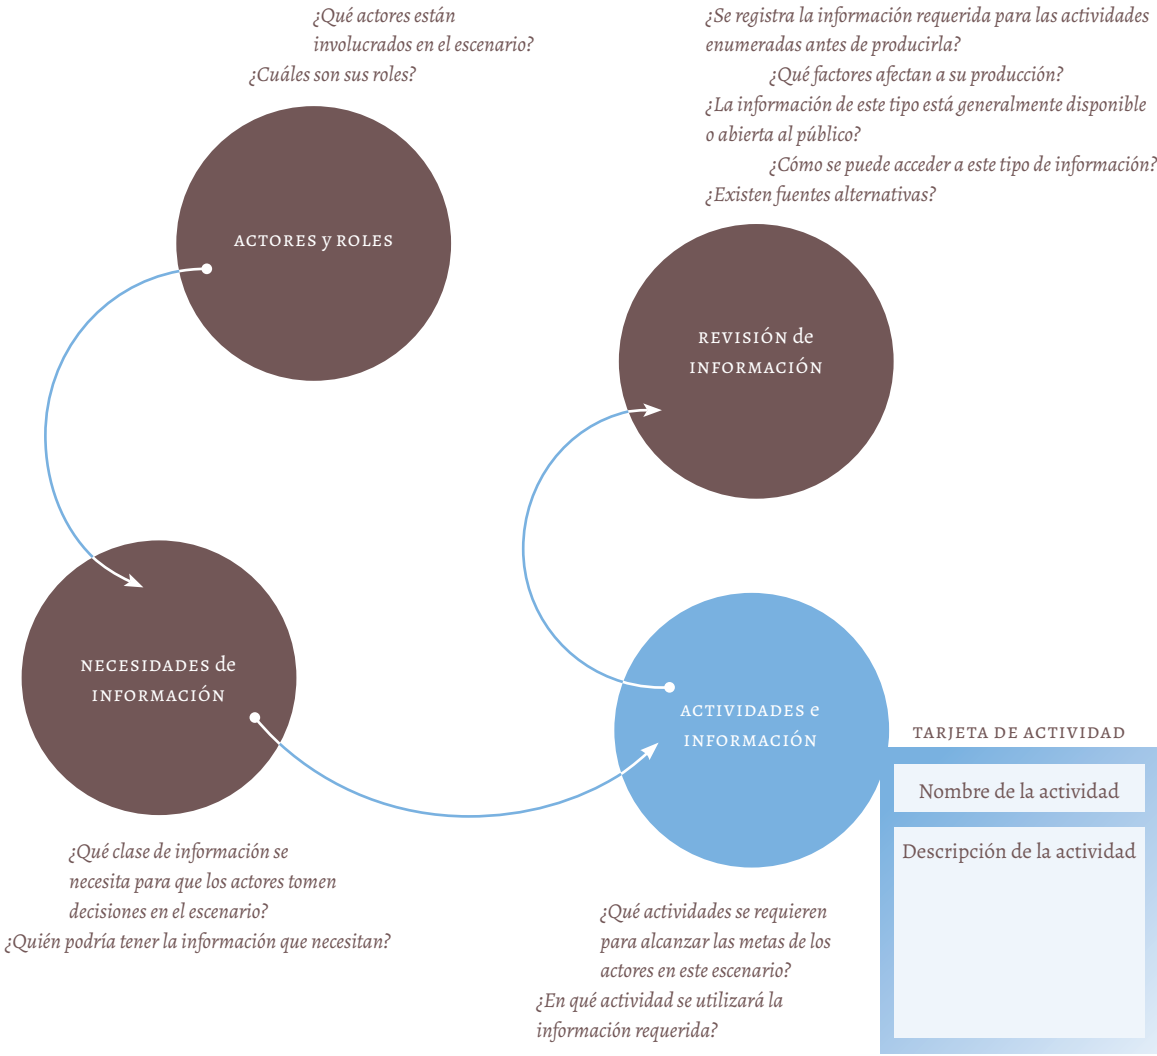 ¿Qué actores están
involucrados en el escenario?
¿Cuáles son sus roles?
ACTORES y ROLES
NECESIDADES de
INFORMACIÓN
¿Qué clase de información se
necesita para que los actores tomen
decisiones en el escenario?
¿Quién podría tener la información que necesitan?
¿Se registra la información requerida para las actividades
enumeradas antes de producirla?
¿Qué factores afectan a su producción?
¿La información de este tipo está generalmente disponible
o abierta al público?
¿Cómo se puede acceder a este tipo de información?
¿Existen fuentes alternativas?
REVISIÓN de
INFORMACIÓN
ACTIVIDADES e
INFORMACIÓN
¿Qué actividades se requieren
para alcanzar las metas de los
actores en este escenario?
¿En qué actividad se utilizará la
información requerida?
TARJETA DE ACTIVIDAD
Nombre de la actividad
Descripción de la actividad